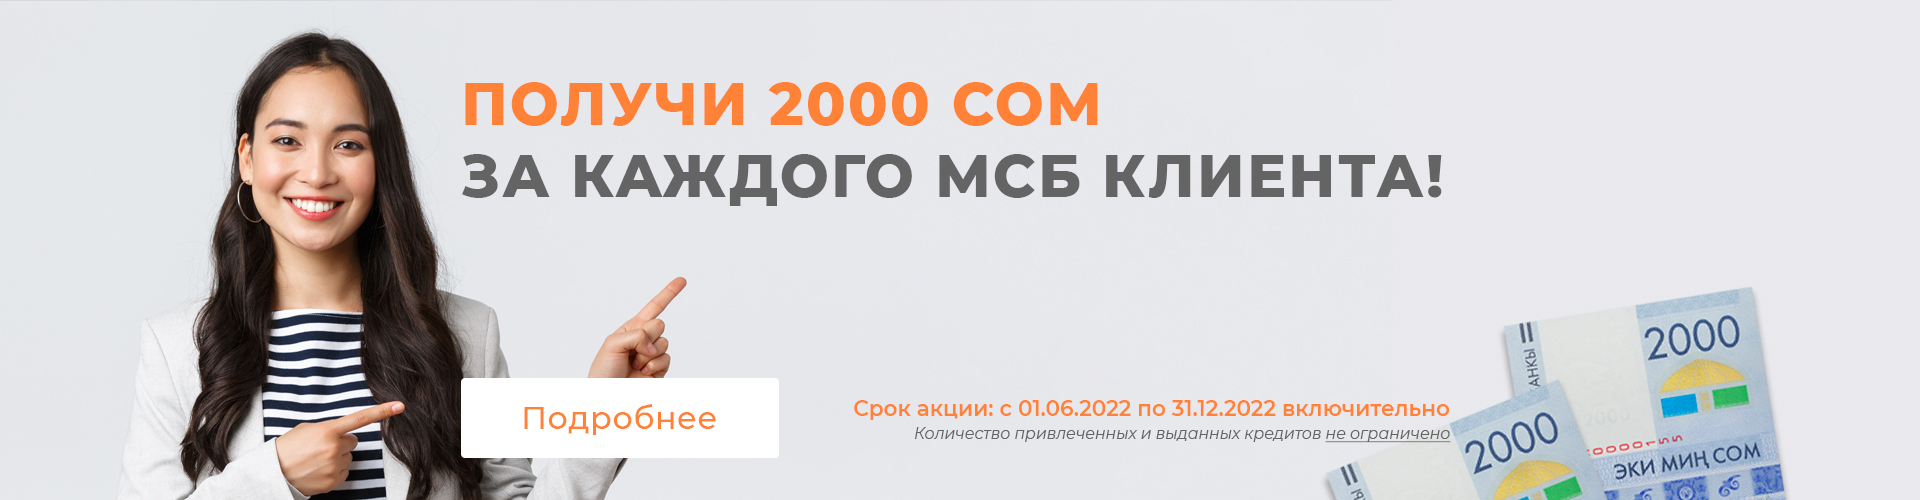 ПОЛУЧИ 2000 СОМ
ЗА КАЖДОГО МСБ КЛИЕНТА!
Подробнее
Срок акции: с 01.06.2022 по 31.12.2022 включительно
Количество привлеченных и выданных кредитов не ограничено
2000
2000
ЭКИ МИҢ СОМ